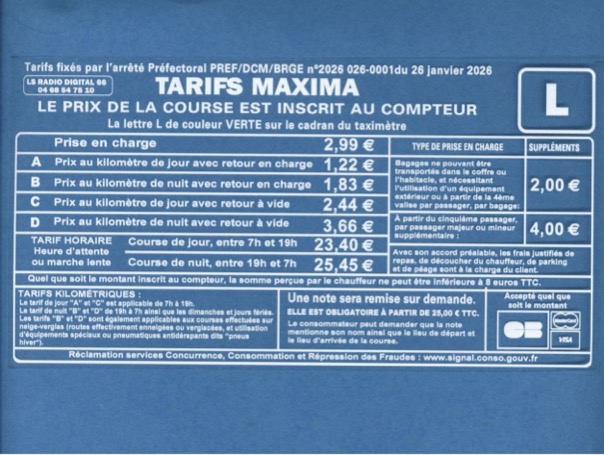 Tarifs fixés par l'arrêté Préfectoral PREF/DCM/BRGE n°2026 026-0001du 26 janvier 2026
LS RADIO DIGITAL 66
04 68 54 78 10
TARIFS MAXIMA
L
LE PRIX DE LA COURSE EST INSCRIT AU COMPTEUR
La lettre L de couleur VERTE sur le cadran du taximètre
Prise en charge 2,99 €
A Prix au kilomètre de jour avec retour en charge 1,22 €
B Prix au kilomètre de nuit avec retour en charge 1,83 €
C Prix au kilomètre de jour avec retour à vide 2,44 €
D Prix au kilomètre de nuit avec retour à vide 3,66 €
TARIF HORAIRE
Heure d'attente
ou marche lente
Course de jour, entre 7h et 19h 23,40 €
Course de nuit, entre 19h et 7h 25,45 €
TYPE DE PRISE EN CHARGE SUPPLÉMENTS
Bagages ne pouvant être
transportés dans le coffre ou
l'habitacle, et nécessitant
l'utilisation d'un équipement
extérieur ou à partir de la 4ème
valise par passager, par bagage:
2,00 €
À partir du cinquième passager,
par passager majeur ou mineur
supplémentaire :
4,00 €
Avec son accord préalable, les frais justifiés de
repas, de découcher du chauffeur, de parking
et de péage sont à la charge du client.
Quel que soit le montant inscrit au compteur, la somme perçue par le chauffeur ne peut être inférieure à 8 euros TTC.
TARIFS KILOMÉTRIQUES :
Le tarif de jour "A" et "C" est applicable de 7h à 19h.
Le tarif de nuit "B" et "D" de 19h à 7h ainsi que les dimanches et jours fériés.
Les tarifs "B" et "D" sont également applicables aux courses effectuées sur
neige-verglas (routes effectivement enneigées ou verglacées, et utilisation
d'équipements spéciaux ou pneumatiques antidérapants dits "pneus
hiver").
Une note sera remise sur demande.
ELLE EST OBLIGATOIRE À PARTIR DE 25,00 € TTC.
Le consommateur peut demander que la note
mentionne son nom ainsi que le lieu de départ et
le lieu d'arrivée de la course.
Accepté quel que
soit le montant
CB
MasterCard
VISA
Réclamation services Concurrence, Consommation et Répression des Fraudes : www.signal.conso.gouv.fr